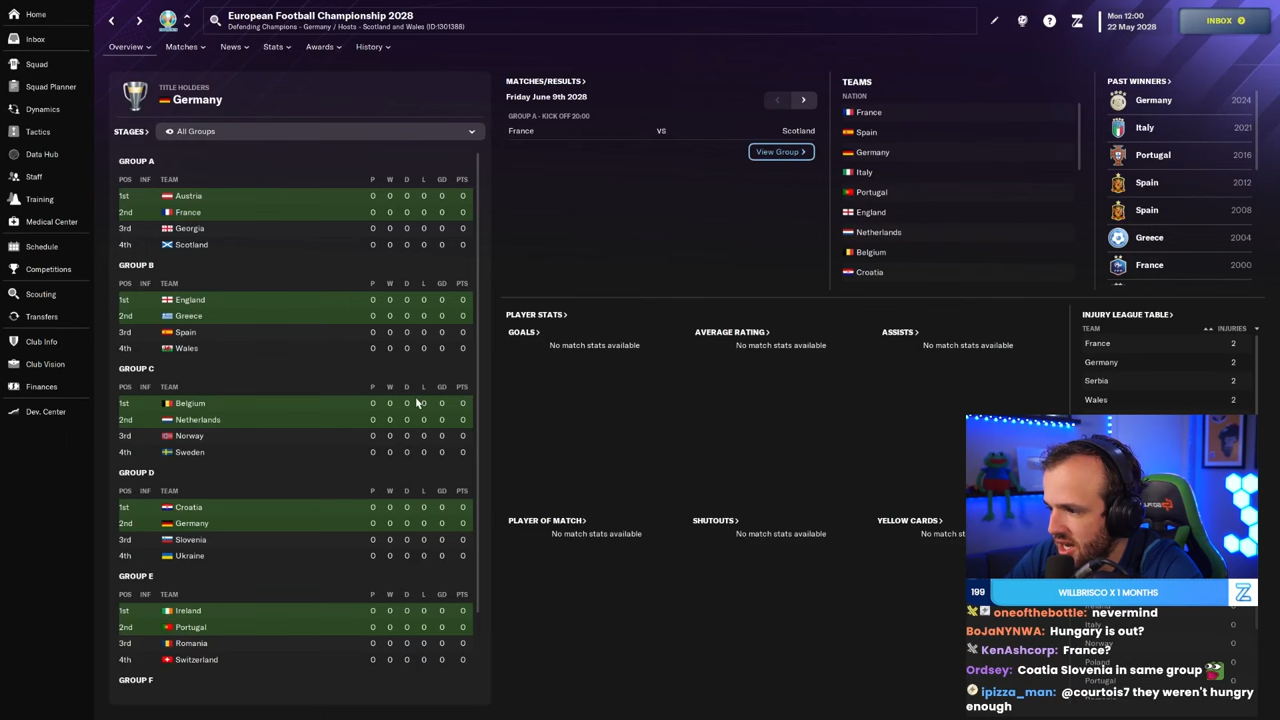 Home
Inbox
Squad
Squad Planner
Dynamics
Tactics
Data Hub
Staff
Training
Medical Center
Schedule
Competitions
Scouting
Transfers
Club Info
Club Vision
Finances
Dev. Center
European Football Championship 2028
Defending Champions - Germany / Hosts - Scotland and Wales (ID:1301388)
Mon 12:00
22 May 2028
INBOX
Overview Matches News Stats Awards History
TITLE HOLDERS
Germany
STAGES All Groups
GROUP A
POS INF TEAM P W D L GD PTS
1st Austria 0 0 0 0 0 0
2nd France 0 0 0 0 0 0
3rd Georgia 0 0 0 0 0 0
4th Scotland 0 0 0 0 0 0
GROUP B
POS INF TEAM P W D L GD PTS
1st England 0 0 0 0 0 0
2nd Greece 0 0 0 0 0 0
3rd Spain 0 0 0 0 0 0
4th Wales 0 0 0 0 0 0
GROUP C
POS INF TEAM P W D L GD PTS
1st Belgium 0 0 0 0 0 0
2nd Netherlands 0 0 0 0 0 0
3rd Norway 0 0 0 0 0 0
4th Sweden 0 0 0 0 0 0
GROUP D
POS INF TEAM P W D L GD PTS
1st Croatia 0 0 0 0 0 0
2nd Germany 0 0 0 0 0 0
3rd Slovenia 0 0 0 0 0 0
4th Ukraine 0 0 0 0 0 0
GROUP E
POS INF TEAM P W D L GD PTS
1st Ireland 0 0 0 0 0 0
2nd Portugal 0 0 0 0 0 0
3rd Romania 0 0 0 0 0 0
4th Switzerland 0 0 0 0 0 0
GROUP F
MATCHES/RESULTS
Friday June 9th 2028
GROUP A - KICK OFF 20:00
France VS Scotland
View Group
TEAMS
NATION
France
Spain
Germany
Italy
Portugal
England
Netherlands
Belgium
Croatia
PAST WINNERS
Germany 2024
Italy 2021
Portugal 2016
Spain 2012
Spain 2008
Greece 2004
France 2000
PLAYER STATS
GOALS AVERAGE RATING ASSISTS
No match stats available No match stats available No match stats available
PLAYER OF MATCH SHUTOUTS YELLOW CARDS
No match stats available No match stats available No match st
INJURY LEAGUE TABLE
TEAM INJURIES
France 2
Germany 2
Serbia 2
Wales 2
199 WILLBRISCO X 1 MONTHS
Ireland 0
Italy 0
Norway 0
Poland 0
Portugal 0
oneofthebottle: nevermind
BoJaNYNWA: Hungary is out?
KenAshcorp: France?
Ordsey: Coatia Slovenia in same group
ipizza_man: @courtois7 they weren't hungry
enough